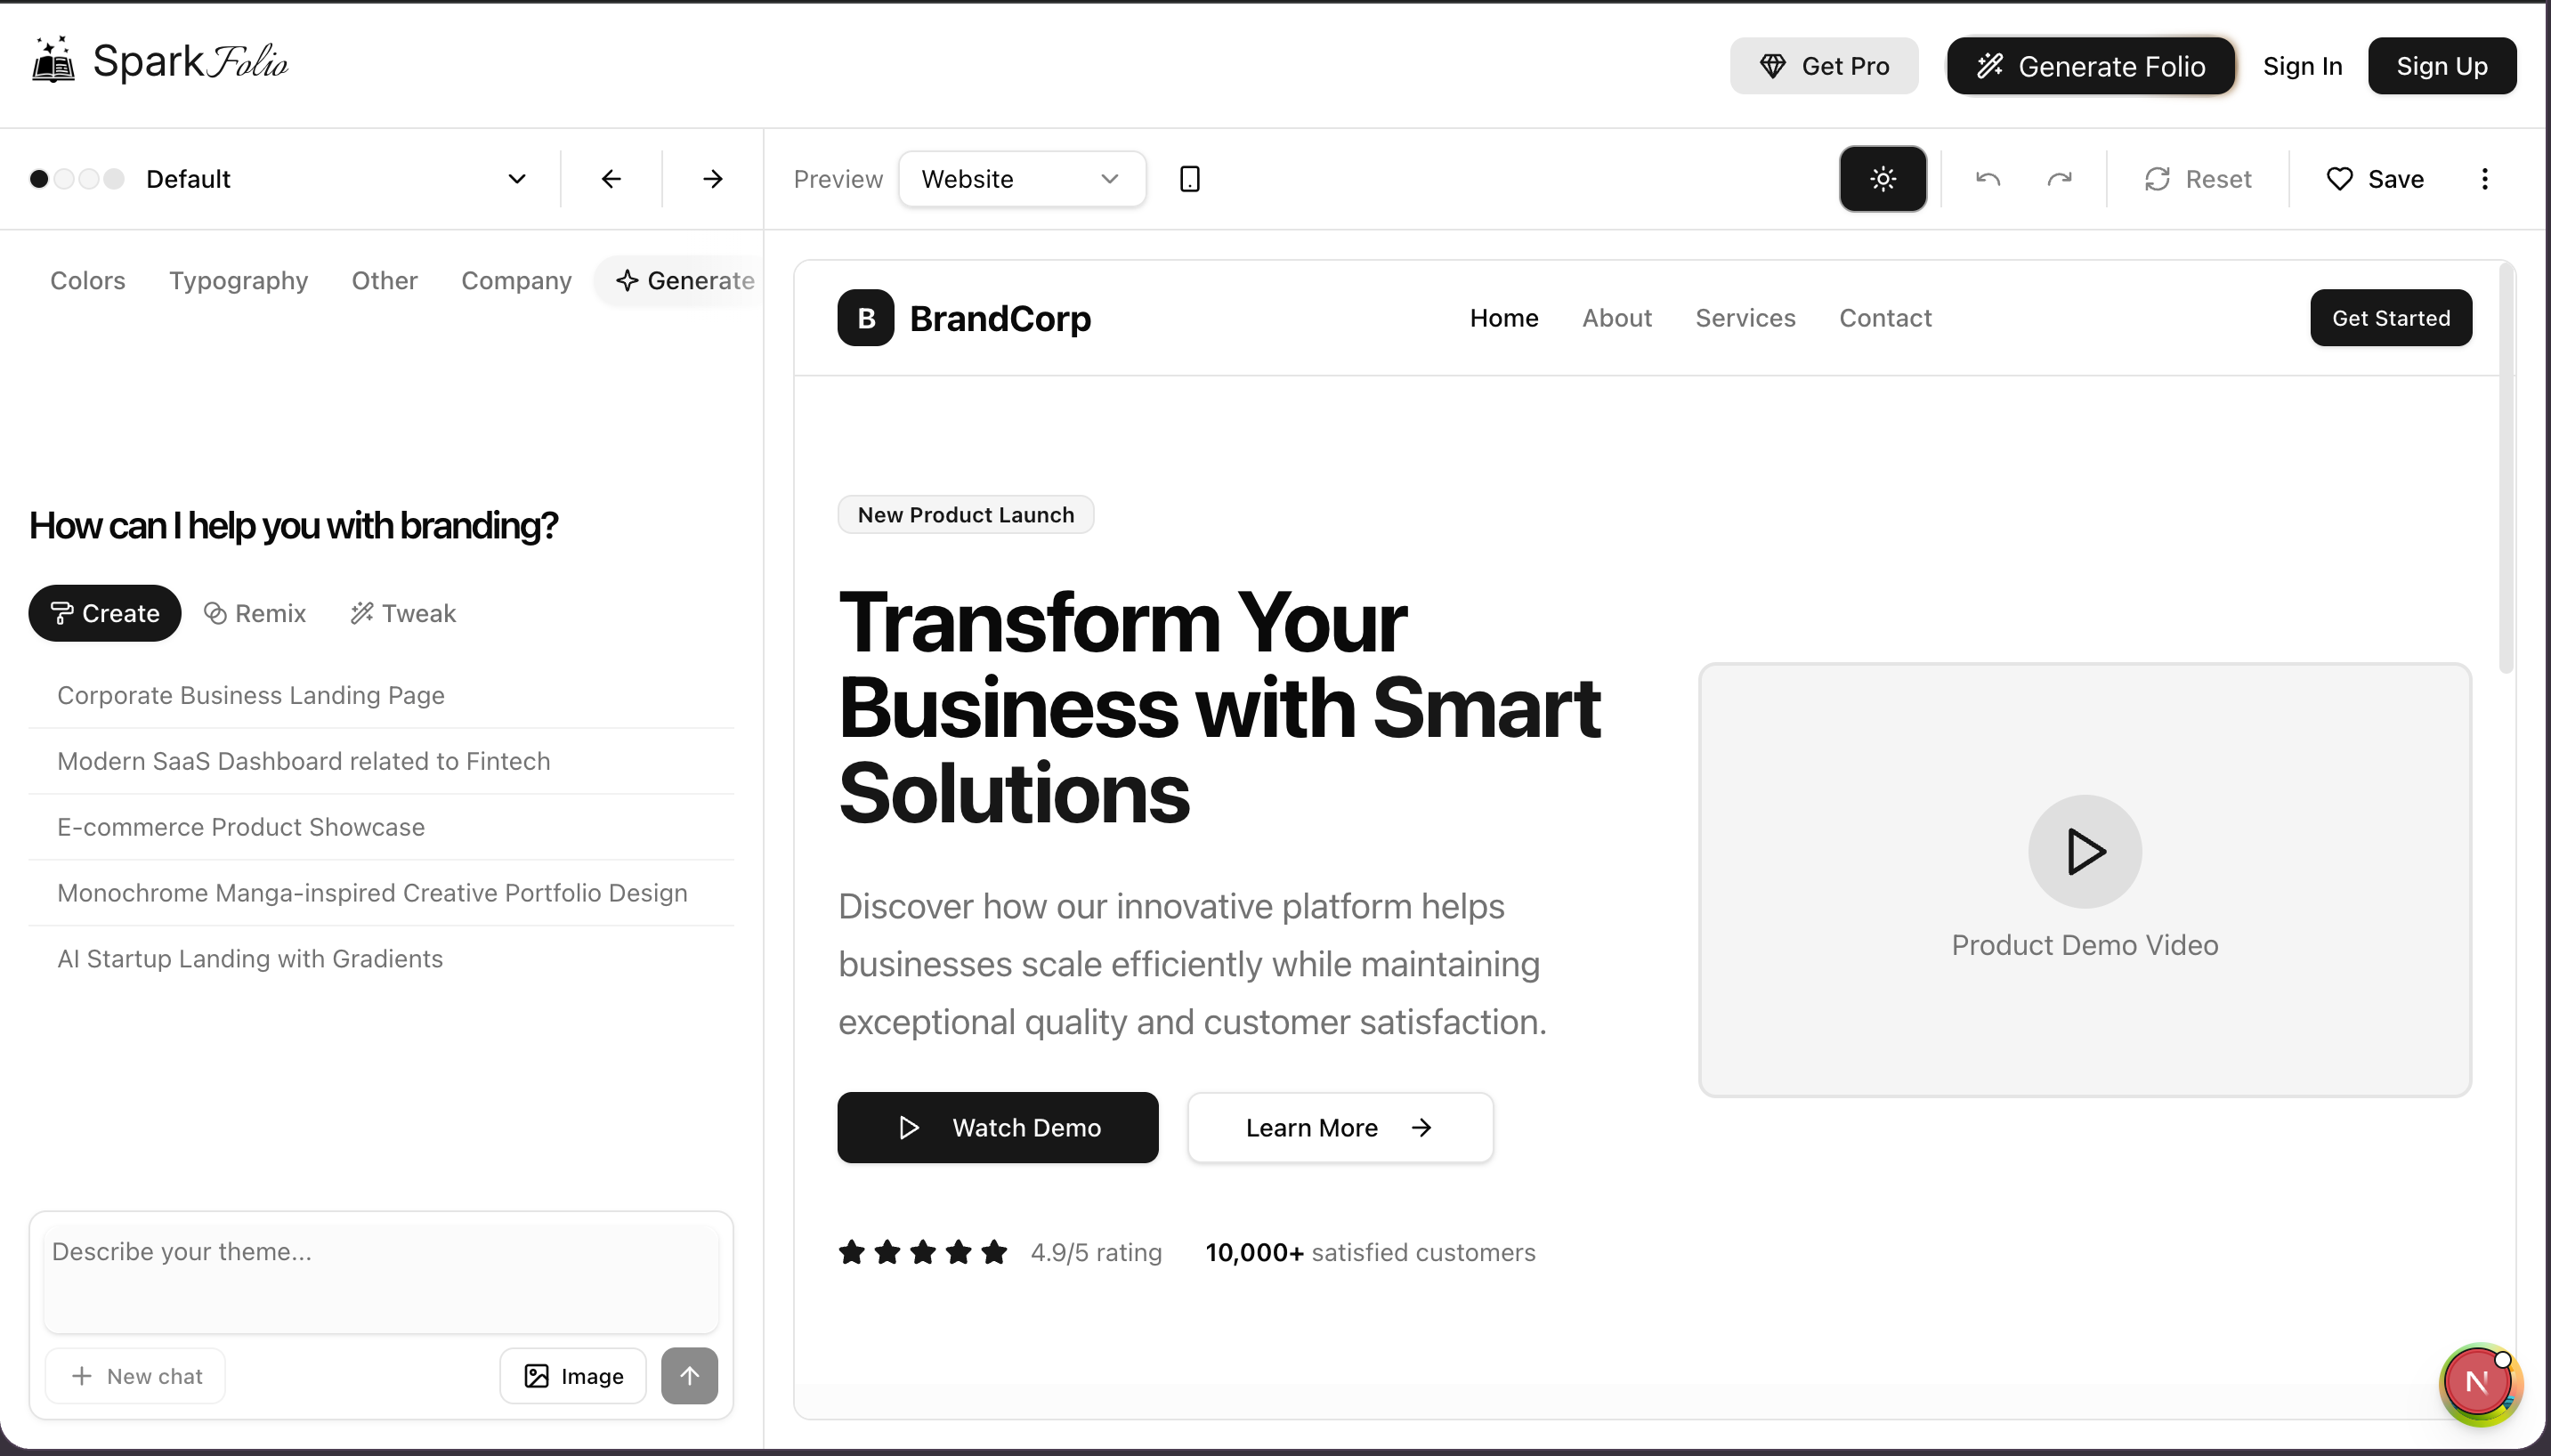 Spark Folio
Get Pro
Generate Folio
Sign In
Sign Up
Default
Preview
Website
Reset
Save
Colors
Typography
Other
Company
Generate
B
BrandCorp
Home
About
Services
Contact
Get Started
How can I help you with branding?
Create
Remix
Tweak
Corporate Business Landing Page
Modern SaaS Dashboard related to Fintech
E-commerce Product Showcase
Monochrome Manga-inspired Creative Portfolio Design
AI Startup Landing with Gradients
Describe your theme...
New chat
Image
New Product Launch
Transform Your
Business with Smart
Solutions
Discover how our innovative platform helps
businesses scale efficiently while maintaining
exceptional quality and customer satisfaction.
Watch Demo
Learn More
4.9/5 rating
10,000+ satisfied customers
Product Demo Video
N